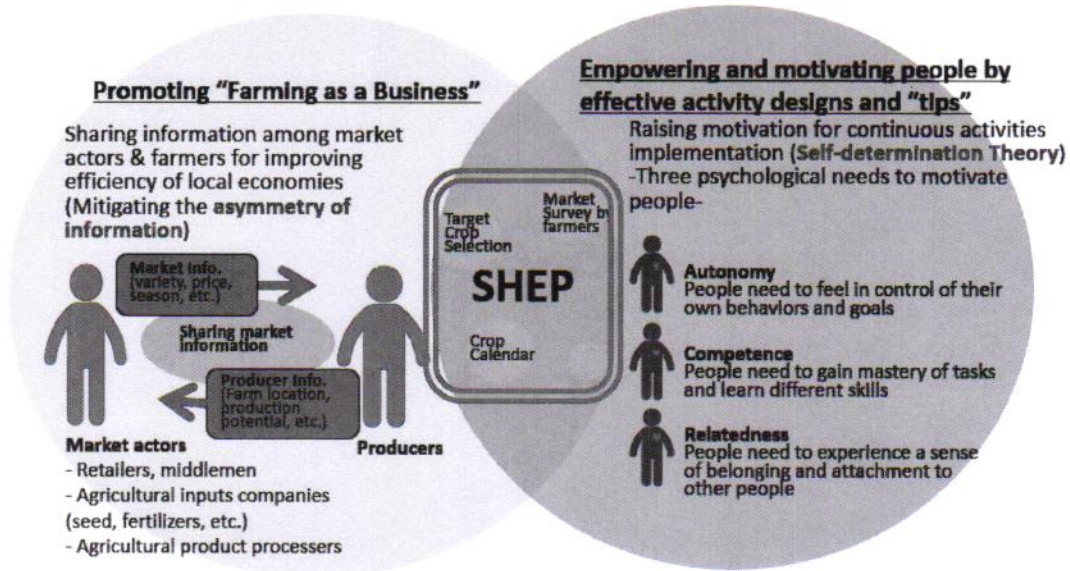 Promoting “Farming as a Business”
Sharing information among market
actors & farmers for improving
efficiency of local economies
(Mitigating the asymmetry of
information)
Market Info.
(variety, price,
season, etc.)
Sharing market
information
Producer Info.
(Farm location,
production
potential, etc.)
Market actors
Producers
- Retailers, middlemen
- Agricultural inputs companies
(seed, fertilizers, etc.)
- Agricultural product processers
Target
Crop
Selection
Market
Survey by
farmers
SHEP
Crop
Calendar
Empowering and motivating people by
effective activity designs and “tips”
Raising motivation for continuous activities
implementation (Self-determination Theory)
-Three psychological needs to motivate
people-
Autonomy
People need to feel in control of their
own behaviors and goals
Competence
People need to gain mastery of tasks
and learn different skills
Relatedness
People need to experience a sense
of belonging and attachment to
other people